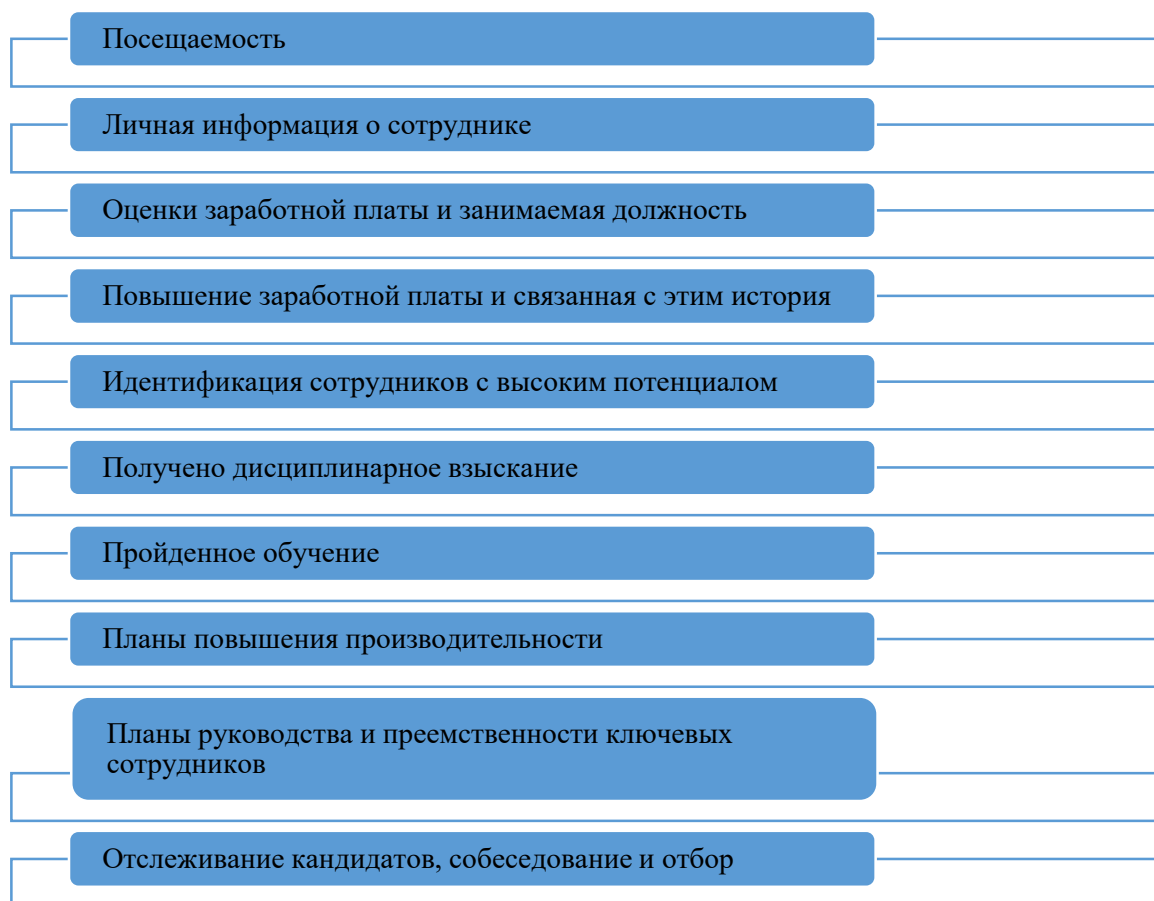 Посещаемость
Личная информация о сотруднике
Оценки заработной платы и занимаемая должность
Повышение заработной платы и связанная с этим история
Идентификация сотрудников с высоким потенциалом
Получено дисциплинарное взыскание
Пройденное обучение
Планы повышения производительности
Планы руководства и преемственности ключевых
сотрудников
Отслеживание кандидатов, собеседование и отбор